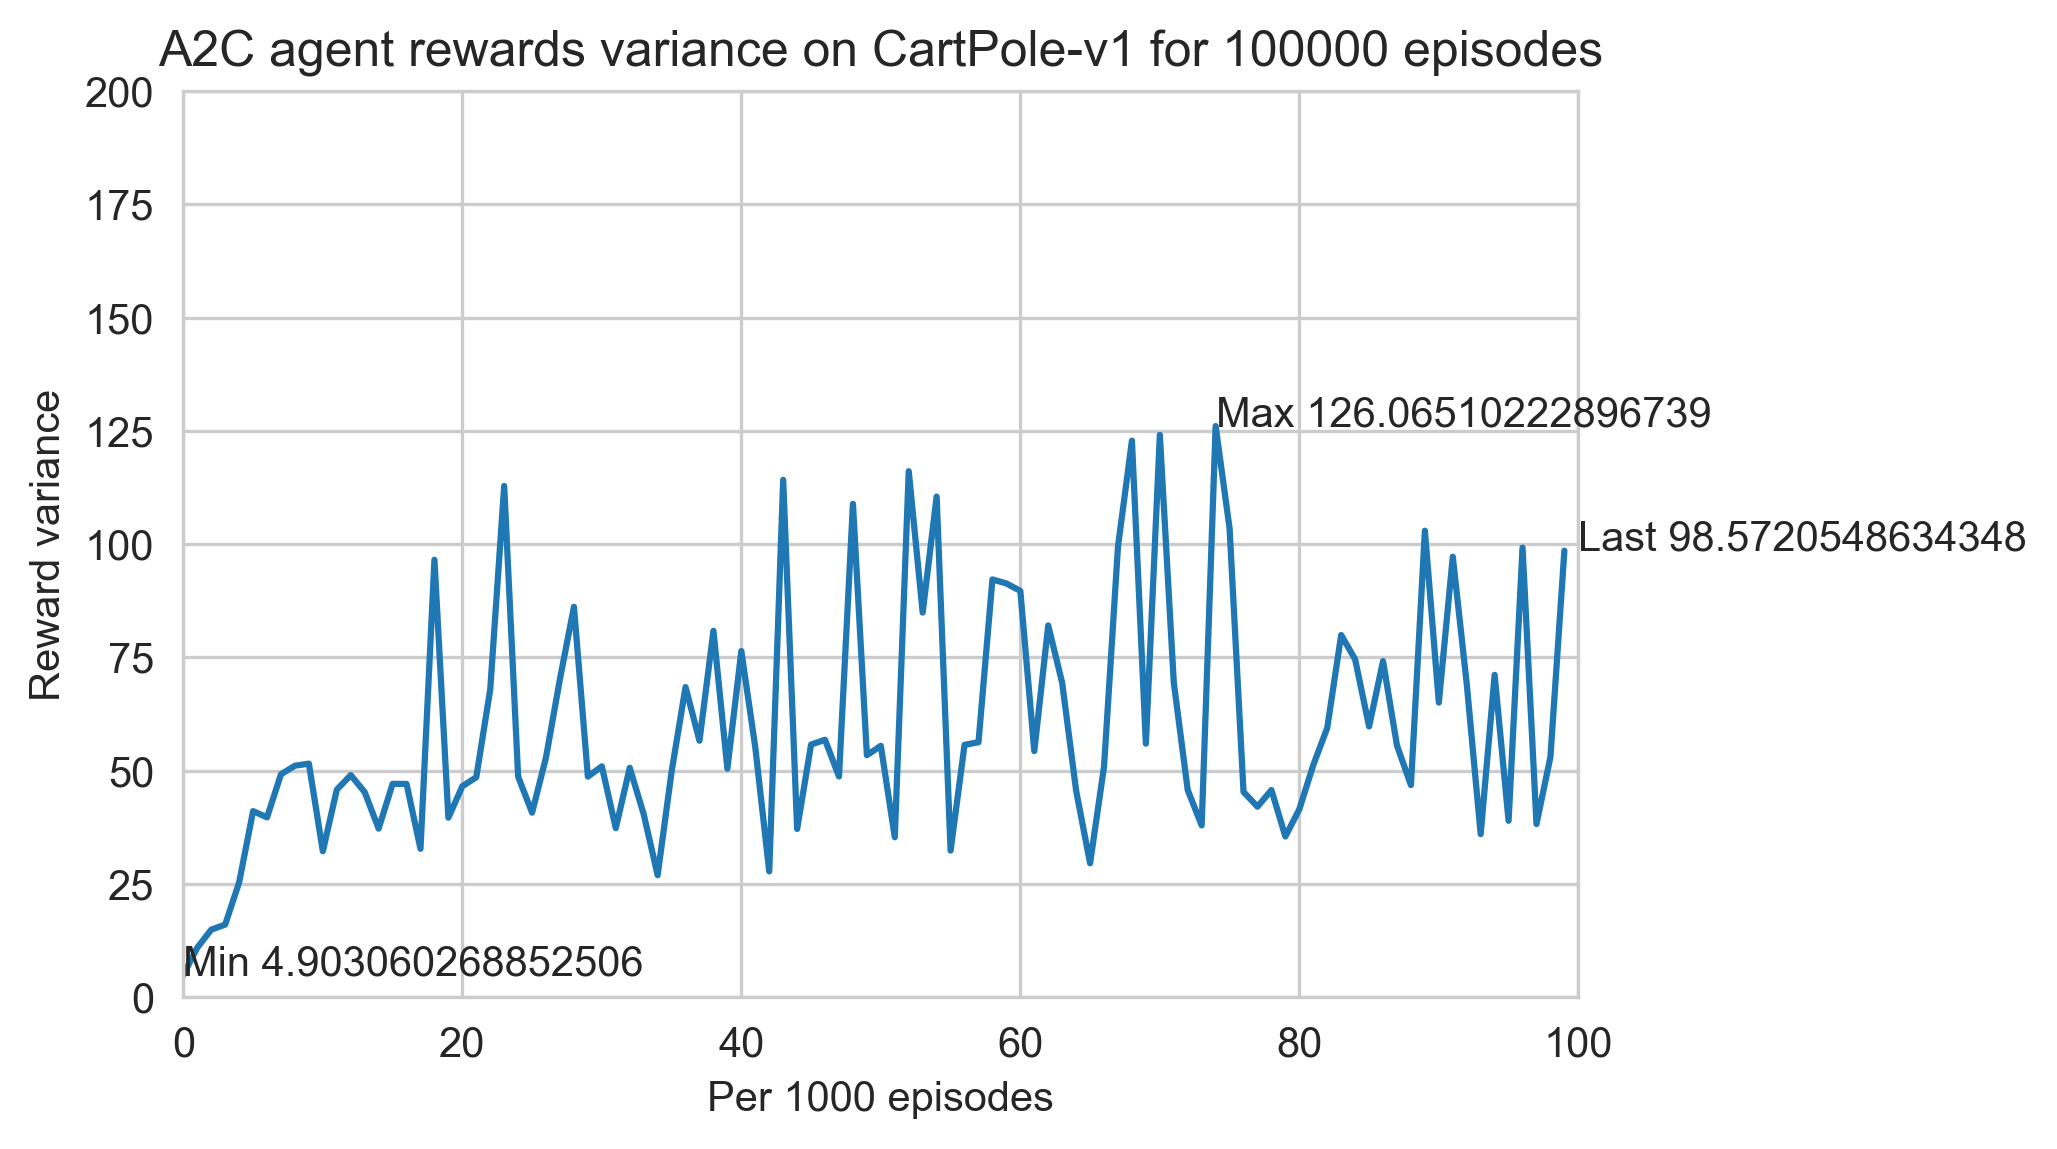 A2C agent rewards variance on CartPole-v1 for 100000 episodes
200
175
150
125
100
75
50
25
0
Reward variance
Max 126.06510222896739
Last 98.5720548634348
Min 4.903060268852506
0 20 40 60 80 100
Per 1000 episodes